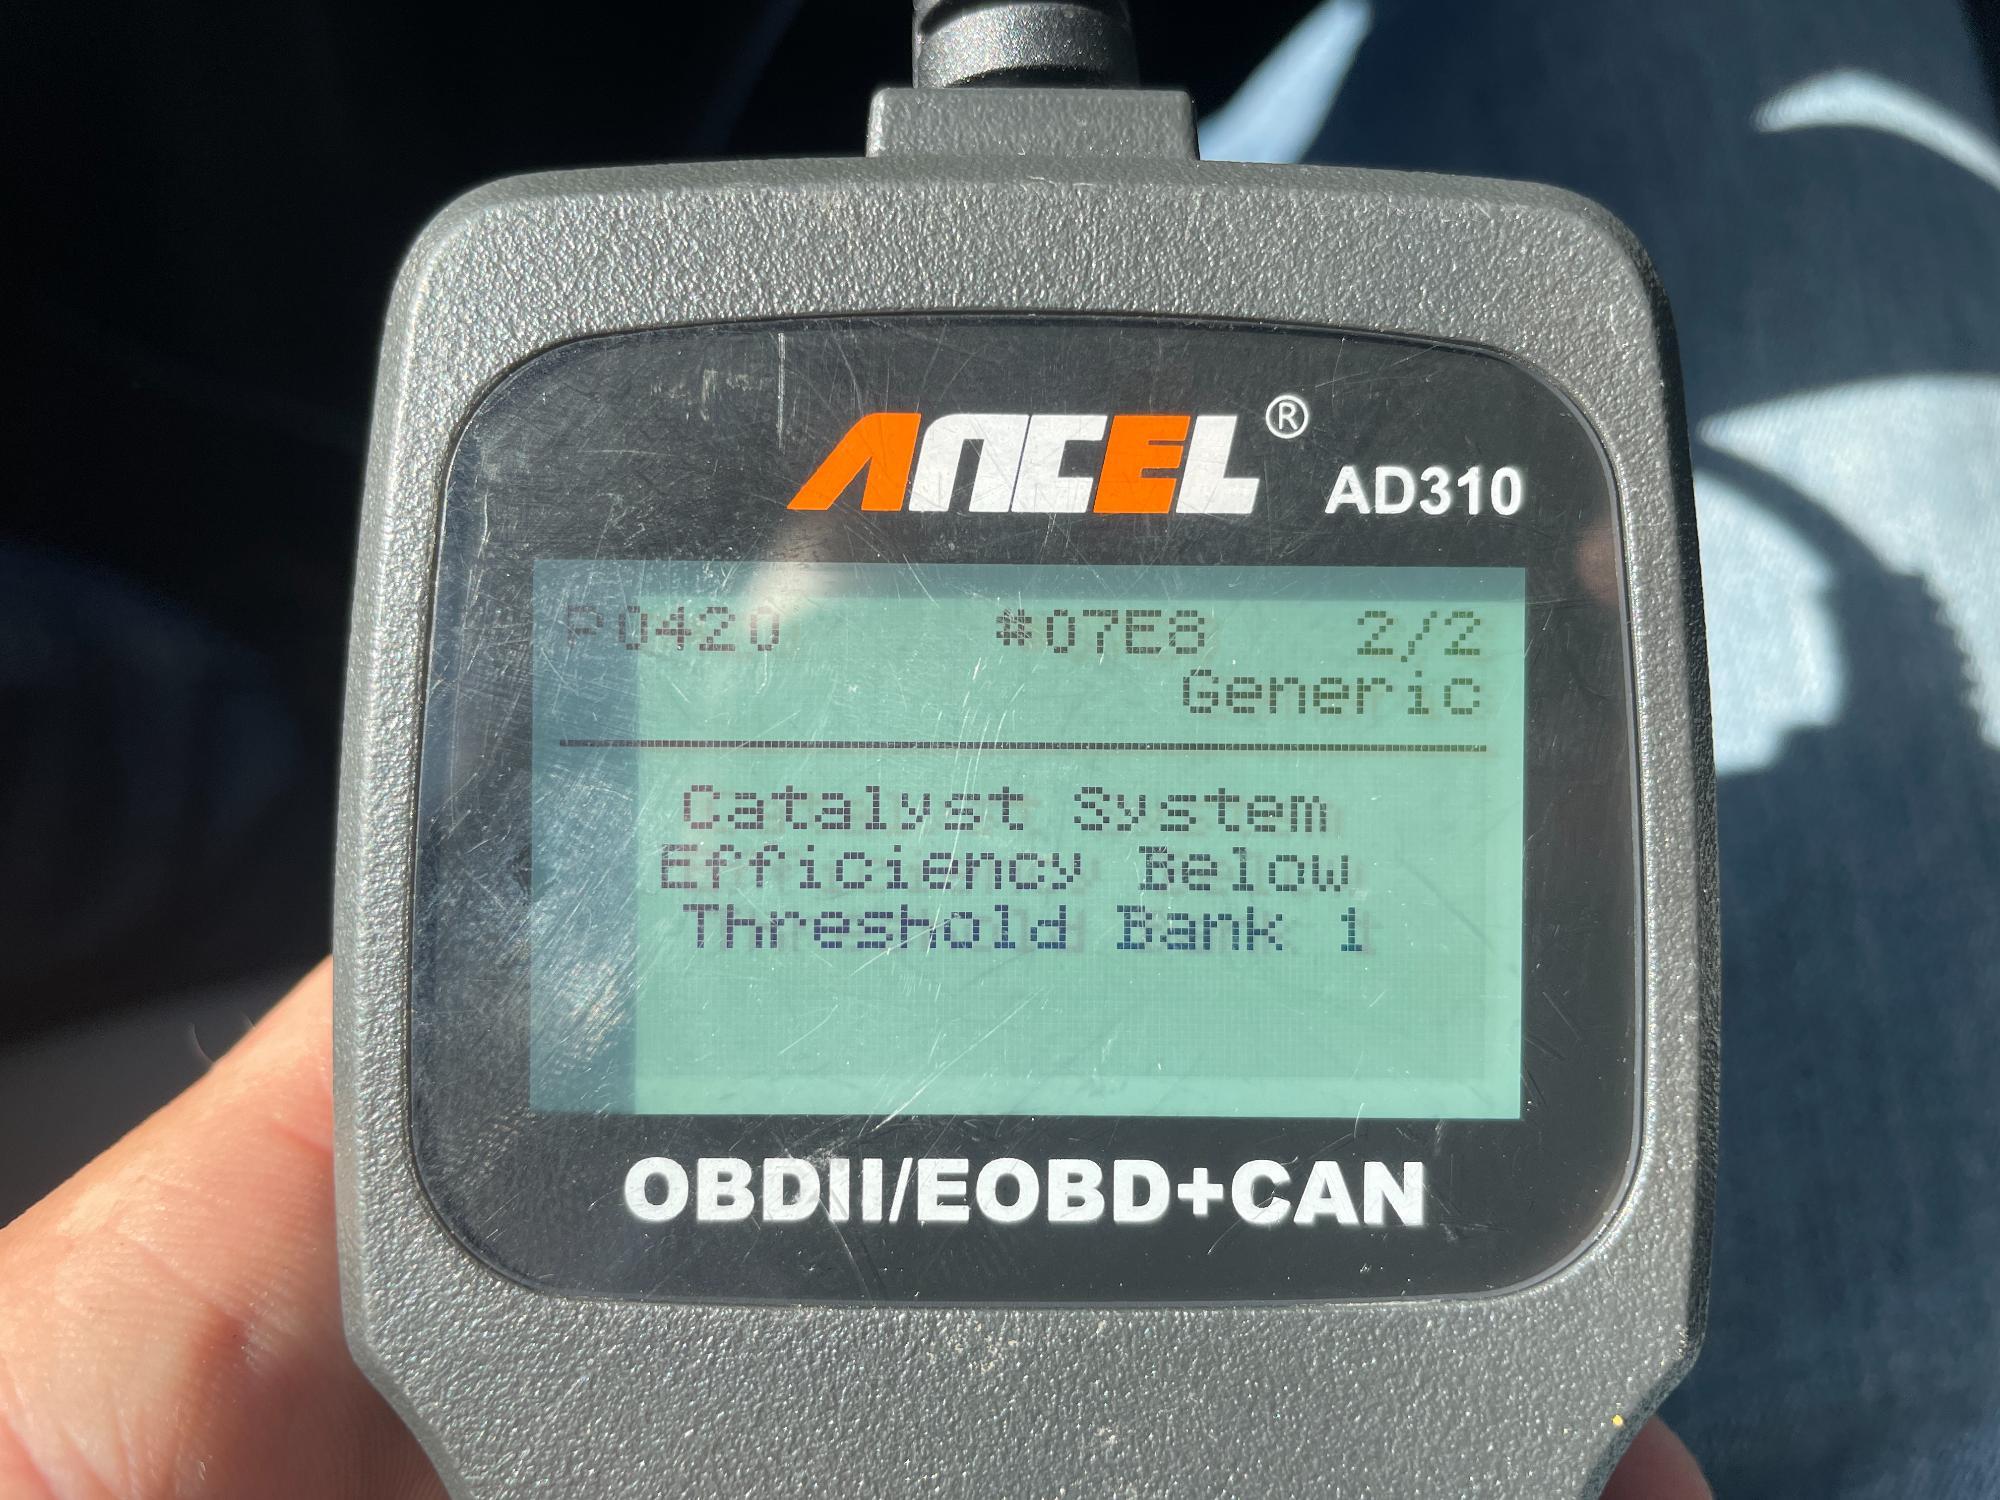 ANCEL®
AD310
P0420 #07E8 2/2
Generic
Catalyst System
Efficiency Below
Threshold Bank 1
OBDII/EOBD+CAN